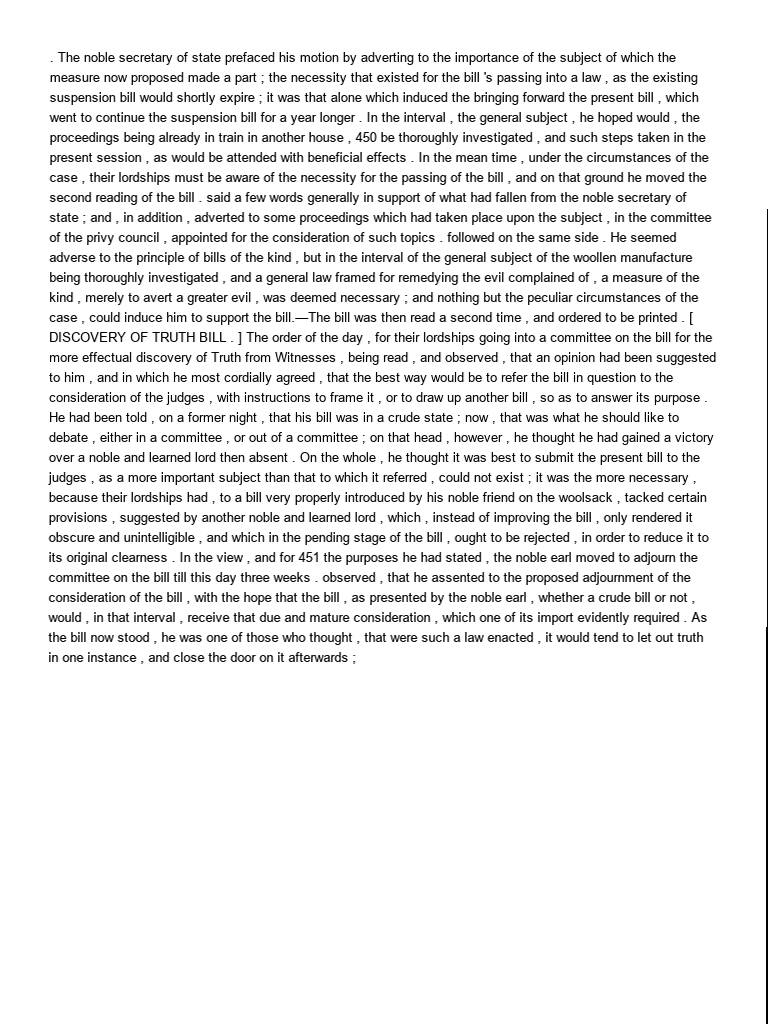 . The noble secretary of state prefaced his motion by adverting to the importance of the subject of which the
measure now proposed made a part ; the necessity that existed for the bill 's passing into a law , as the existing
suspension bill would shortly expire ; it was that alone which induced the bringing forward the present bill , which
went to continue the suspension bill for a year longer . In the interval , the general subject , he hoped would , the
proceedings being already in train in another house , 450 be thoroughly investigated , and such steps taken in the
present session , as would be attended with beneficial effects . In the mean time , under the circumstances of the
case , their lordships must be aware of the necessity for the passing of the bill , and on that ground he moved the
second reading of the bill . said a few words generally in support of what had fallen from the noble secretary of
state ; and , in addition , adverted to some proceedings which had taken place upon the subject , in the committee
of the privy council , appointed for the consideration of such topics . followed on the same side . He seemed
adverse to the principle of bills of the kind , but in the interval of the general subject of the woollen manufacture
being thoroughly investigated , and a general law framed for remedying the evil complained of , a measure of the
kind , merely to avert a greater evil , was deemed necessary ; and nothing but the peculiar circumstances of the
case , could induce him to support the bill.—The bill was then read a second time , and ordered to be printed . [
DISCOVERY OF TRUTH BILL . ] The order of the day , for their lordships going into a committee on the bill for the
more effectual discovery of Truth from Witnesses , being read , and observed , that an opinion had been suggested
to him , and in which he most cordially agreed , that the best way would be to refer the bill in question to the
consideration of the judges , with instructions to frame it , or to draw up another bill , so as to answer its purpose .
He had been told , on a former night , that his bill was in a crude state ; now , that was what he should like to
debate , either in a committee , or out of a committee ; on that head , however , he thought he had gained a victory
over a noble and learned lord then absent . On the whole , he thought it was best to submit the present bill to the
judges , as a more important subject than that to which it referred , could not exist ; it was the more necessary ,
because their lordships had , to a bill very properly introduced by his noble friend on the woolsack , tacked certain
provisions , suggested by another noble and learned lord , which , instead of improving the bill , only rendered it
obscure and unintelligible , and which in the pending stage of the bill , ought to be rejected , in order to reduce it to
its original clearness . In the view , and for 451 the purposes he had stated , the noble earl moved to adjourn the
committee on the bill till this day three weeks . observed , that he assented to the proposed adjournment of the
consideration of the bill , with the hope that the bill , as presented by the noble earl , whether a crude bill or not ,
would , in that interval , receive that due and mature consideration , which one of its import evidently required . As
the bill now stood , he was one of those who thought , that were such a law enacted , it would tend to let out truth
in one instance , and close the door on it afterwards ;